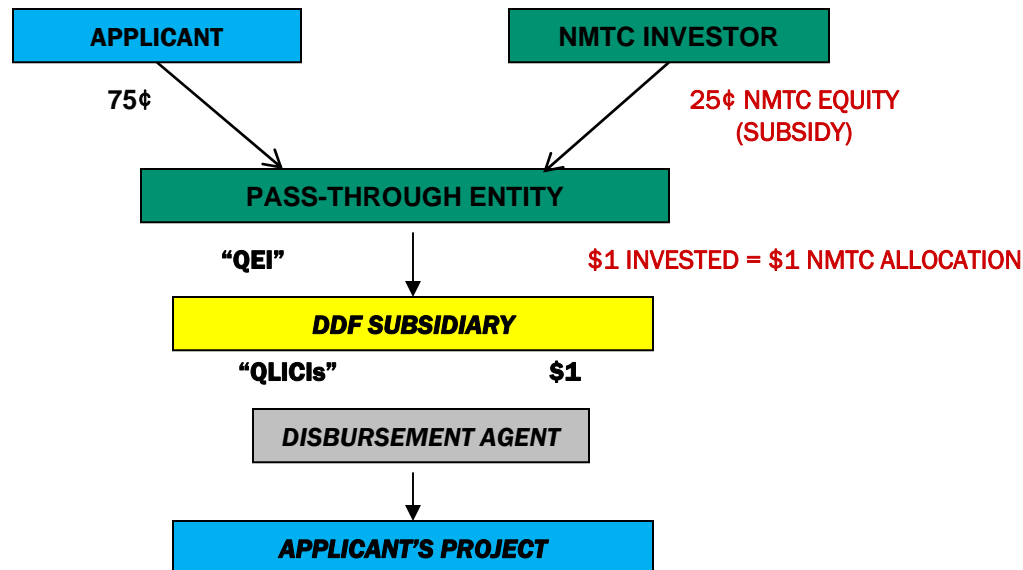 APPLICANT
NMTC INVESTOR
75¢
25¢ NMTC EQUITY
(SUBSIDY)
PASS-THROUGH ENTITY
“QEI”
$1 INVESTED = $1 NMTC ALLOCATION
DDF SUBSIDIARY
“QLICIs”
$1
DISBURSEMENT AGENT
APPLICANT’S PROJECT